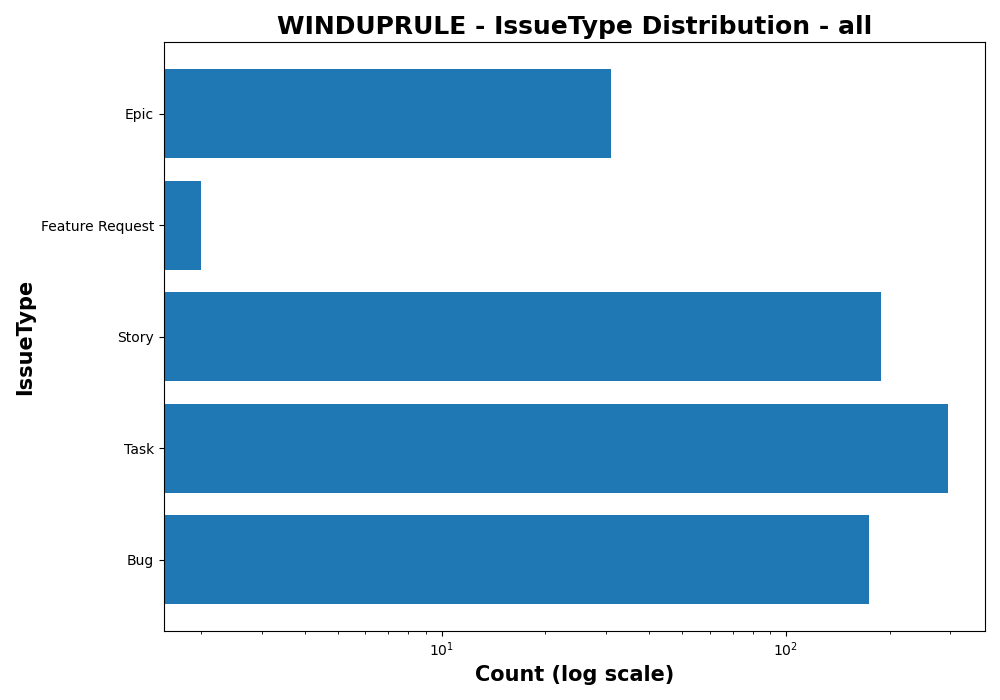 WINDUPRULE - IssueType Distribution - all
Epic
Feature Request
Story
Task
Bug
IssueType
10¹
10²
Count (log scale)